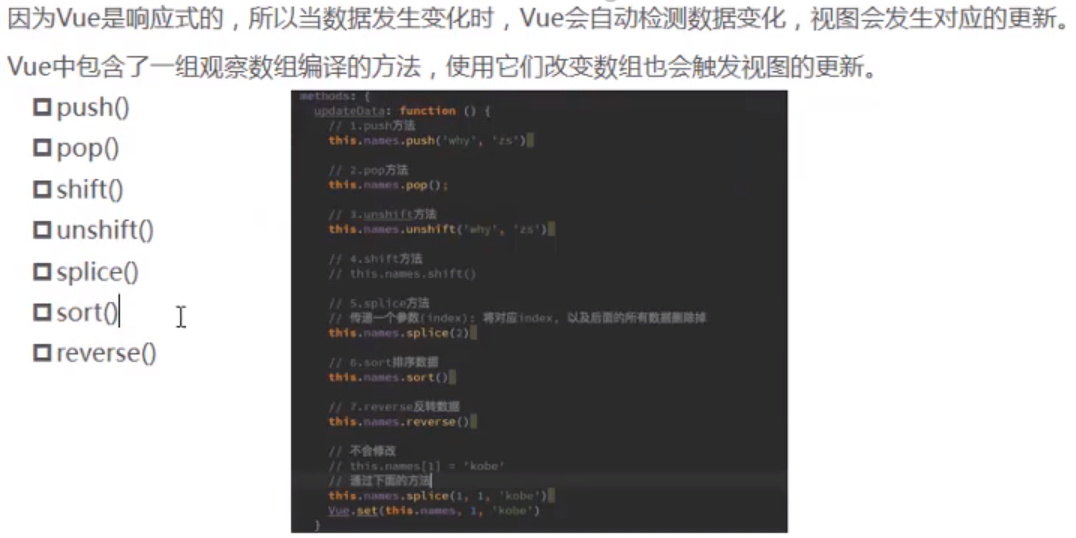 因为Vue是响应式的，所以当数据发生变化时，Vue会自动检测数据变化，视图会发生对应的更新。
Vue中包含了一组观察数组编译的方法，使用它们改变数组也会触发视图的更新。
push()
pop()
shift()
unshift()
splice()
sort()
reverse()
methods: {
updateData: function () {
// 1.push方法
this.names.push('why', 'zs')
// 2.pop方法
this.names.pop();
// 3.unshift方法
this.names.unshift('why', 'zs')
// 4.shift方法
// this.names.shift()
// 5.splice方法
// 传递一个参数(index): 将对应index, 以及后面的所有数据删除掉
this.names.splice(2)
// 6.sort排序数据
this.names.sort()
// 7.reverse反转数据
this.names.reverse()
// 不会修改
// this.names[1] = 'kobe'
// 通过下面的方法
this.names.splice(1, 1, 'kobe')
Vue.set(this.names, 1, 'kobe')
}